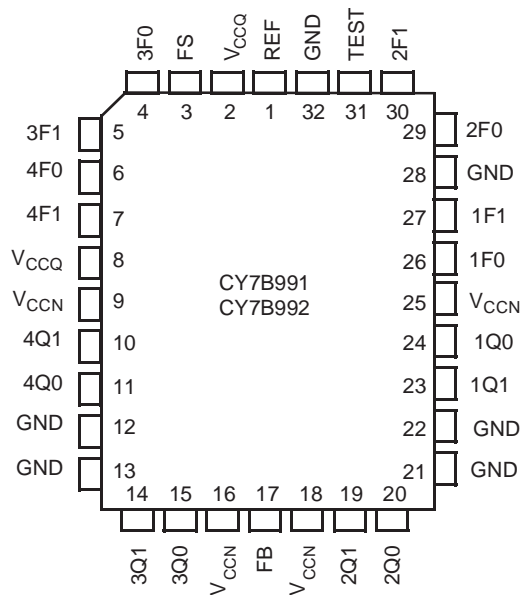 3F0 FS VCCQ REF GND TEST 2F1
4 3 2 1 32 31 30
3F1 5 29 2F0
4F0 6 28 GND
4F1 7 27 1F1
VCCQ 8 26 1F0
CY7B991
CY7B992
VCCN 9 25 VCCN
4Q1 10 24 1Q0
4Q0 11 23 1Q1
GND 12 22 GND
GND 13 21 GND
14 15 16 17 18 19 20
3Q1 3Q0 VCCN FB VCCN 2Q1 2Q0